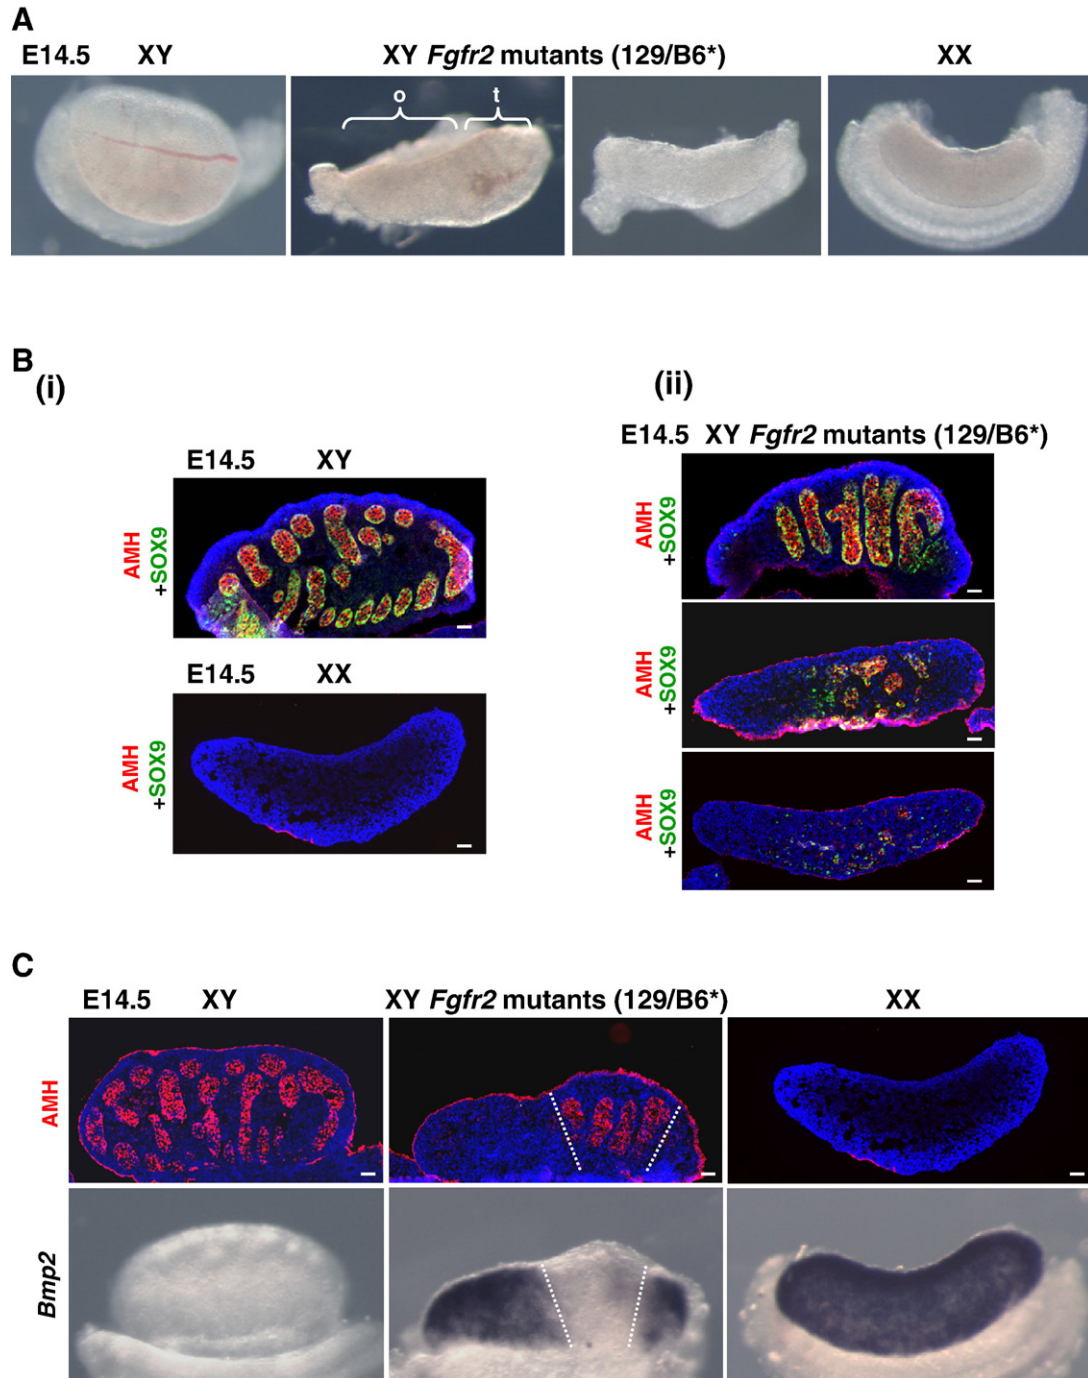 A
E14.5 XY XY Fgfr2 mutants (129/B6*) XX
o t
B
(i) (ii)
E14.5 XY Fgfr2 mutants (129/B6*)
E14.5 XY
AMH
+SOX9
AMH
+SOX9
E14.5 XX
AMH
+SOX9
AMH
+SOX9
AMH
+SOX9
C
E14.5 XY XY Fgfr2 mutants (129/B6*) XX
AMH
Bmp2